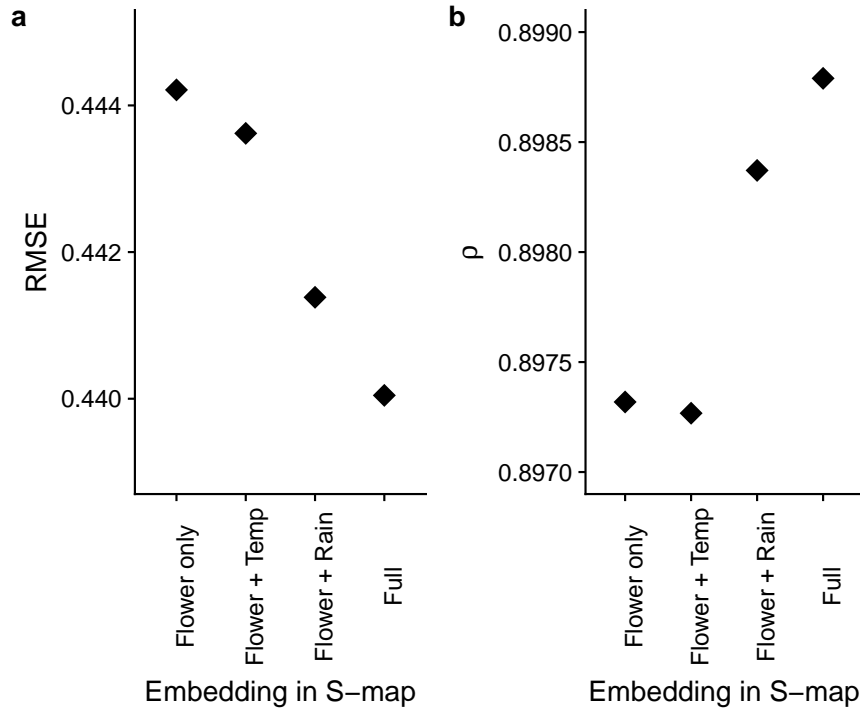 a
RMSE
0.444
0.442
0.440
Flower only
Flower + Temp
Flower + Rain
Full
Embedding in S−map
b
ρ
0.8990
0.8985
0.8980
0.8975
0.8970
Flower only
Flower + Temp
Flower + Rain
Full
Embedding in S−map